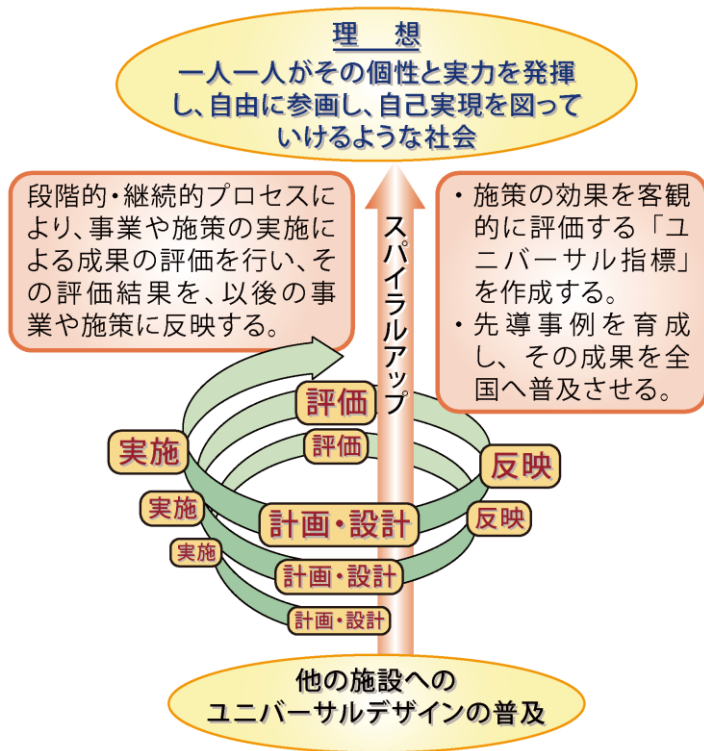 理　想
一人一人がその個性と実力を発揮
し、自由に参画し、自己実現を図って
いけるような社会
段階的・継続的プロセスに
より、事業や施策の実施に
よる成果の評価を行い、そ
の評価結果を、以後の事
業や施策に反映する。
スパイラルアップ
・施策の効果を客観
的に評価する「ユ
ニバーサル指標」
を作成する。
・先導事例を育成
し、その成果を全
国へ普及させる。
評価
評価
実施
反映
実施
計画・設計
反映
実施
計画・設計
計画・設計
他の施設への
ユニバーサルデザインの普及